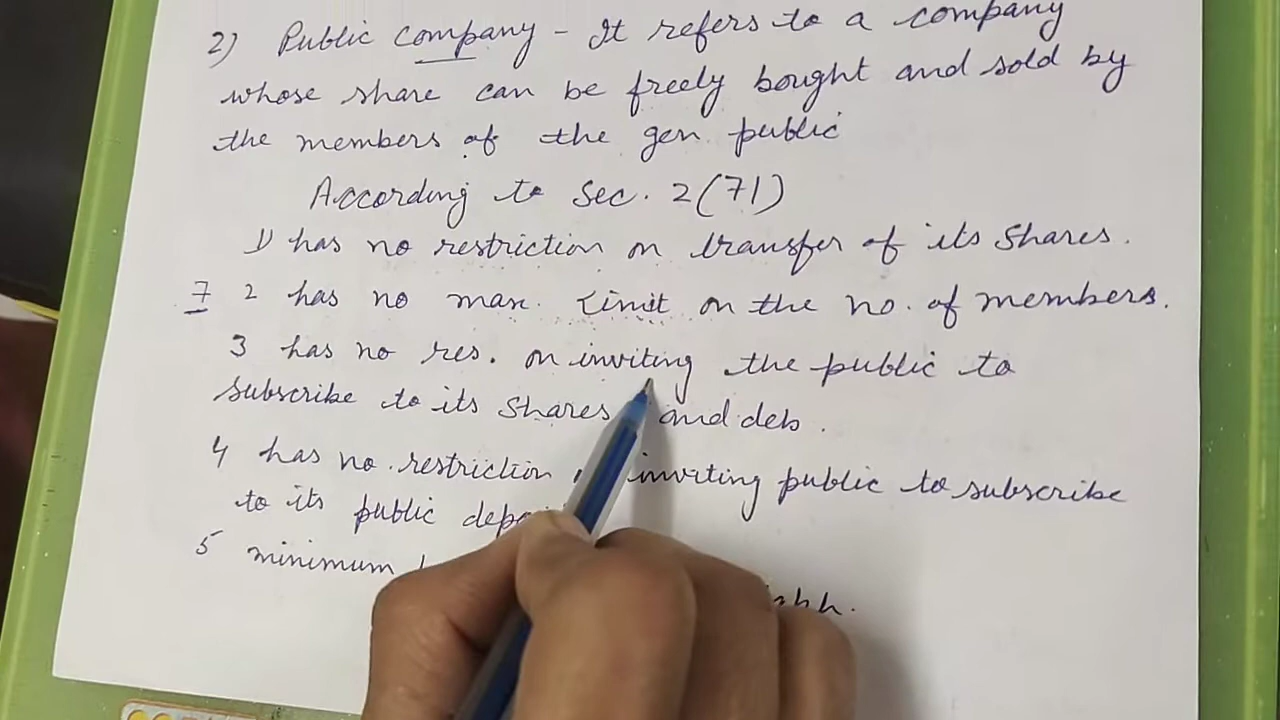 2) Public company - It refers to a company
whose share can be freely bought and sold by
the members of the gen public
According to Sec. 2(71)
1) has no restriction on transfer of its Shares.
7 2 has no max. Limit on the no. of members.
3 has no res. on inviting the public to
subscribe to its Shares and deb.
4 has no restriction inviting public to subscribe
to its public
5 minimum